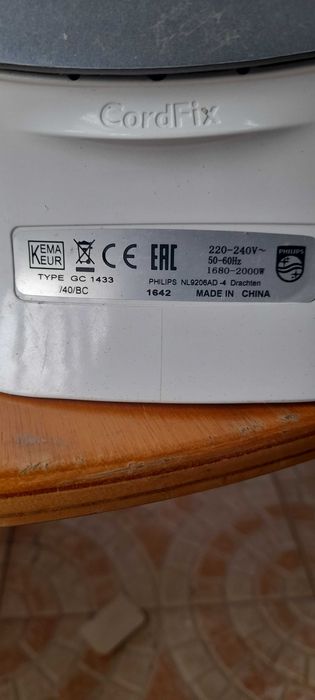 CordFix
KEMA
KEUR
CE EAC
220-240V~
50-60Hz
1680-2000W
PHILIPS
TYPE GC 1433
/40/BC
PHILIPS NL9206AD -4 Drachten
1642 MADE IN CHINA